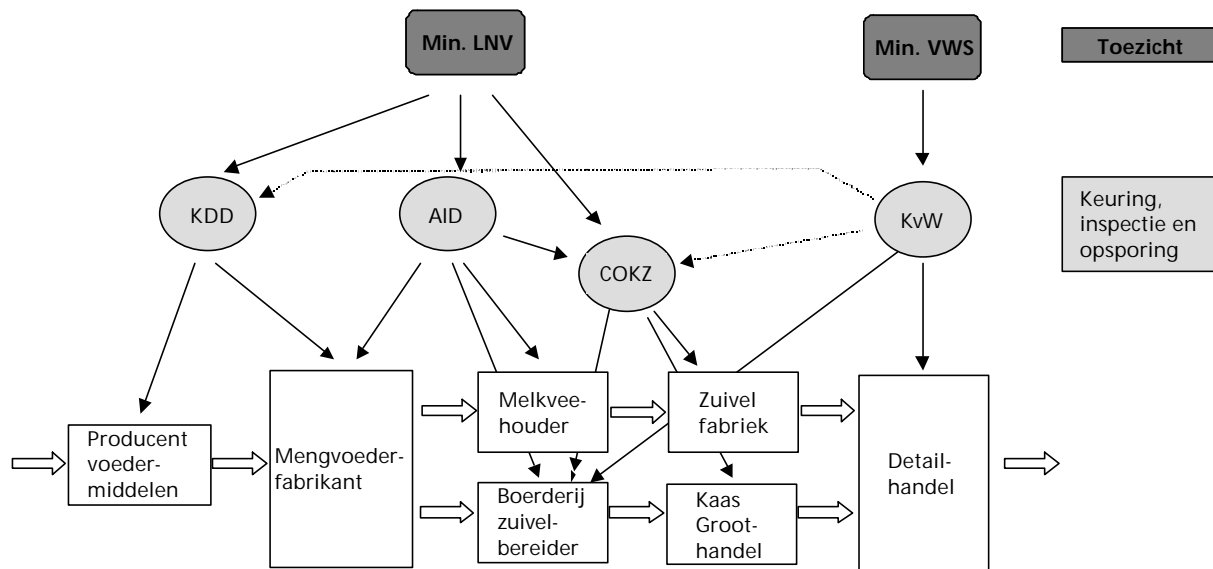 Min. LNV
Min. VWS
Toezicht
KDD
AID
COKZ
KvW
Keuring,
inspectie en
opsporing
Producent
voeder-
middelen
Mengvoeder-
fabrikant
Melkvee-
houder
Zuivel
fabriek
Boerderij
zuivel-
bereider
Kaas
Groot-
handel
Detail-
handel